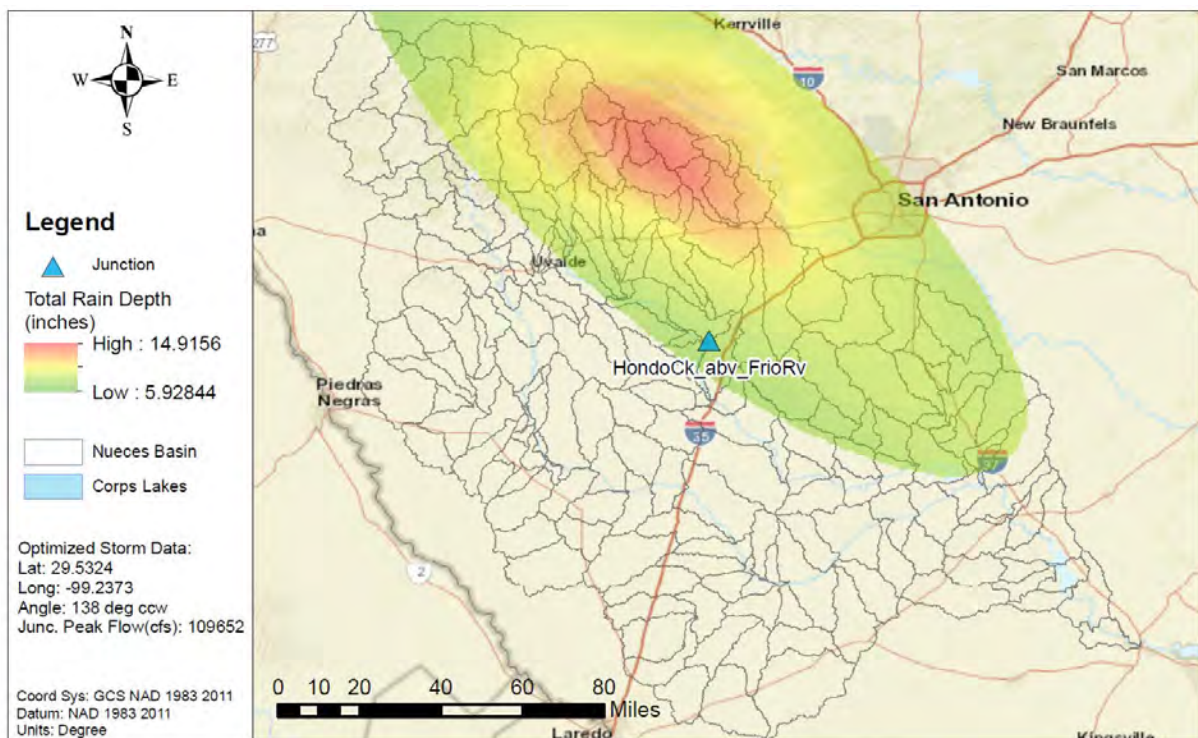 N
W E
S
Legend
Junction
Total Rain Depth
(inches)
High : 14.9156
Low : 5.92844
Nueces Basin
Corps Lakes
Optimized Storm Data:
Lat: 29.5324
Long: -99.2373
Angle: 138 deg ccw
Junc. Peak Flow(cfs): 109652
Coord Sys: GCS NAD 1983 2011
Datum: NAD 1983 2011
Units: Degree
277
Kerrville
10
San Marcos
New Braunfels
San Antonio
Uvalde
HondoCk_abv_FrioRv
Piedras
Negras
35
37
2
0 10 20 40 60 80
Miles
Laredo
Kingsville